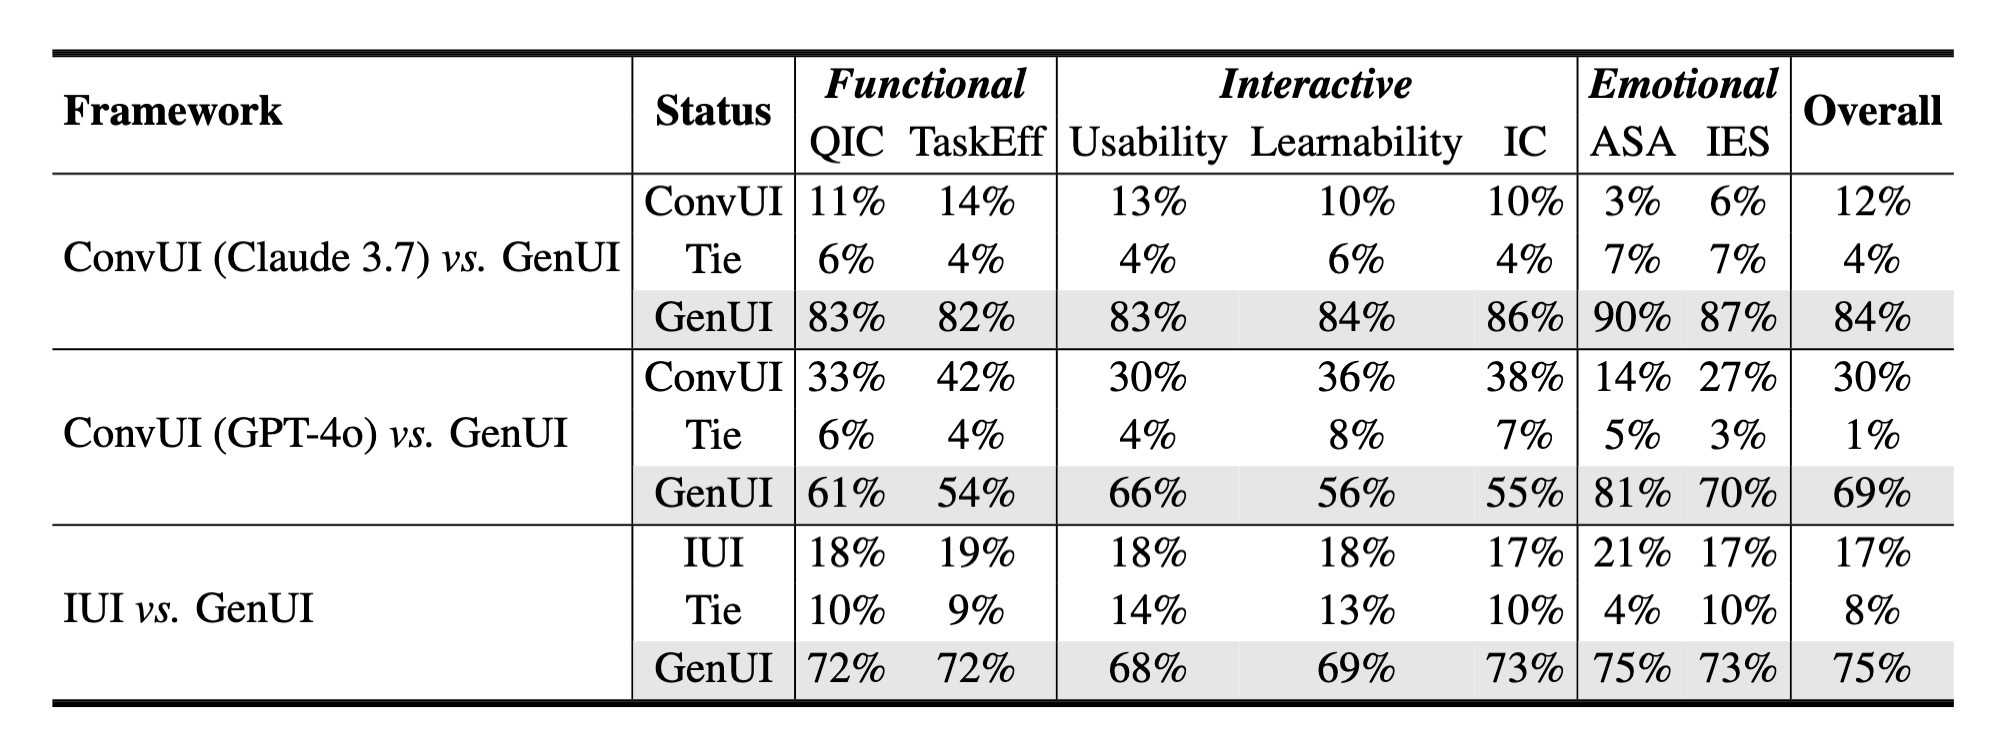 Framework Status Functional Interactive Emotional Overall
QIC TaskEff Usability Learnability IC ASA IES
ConvUI (Claude 3.7) vs. GenUI
ConvUI 11% 14% 13% 10% 10% 3% 6% 12%
Tie 6% 4% 4% 6% 4% 7% 7% 4%
GenUI 83% 82% 83% 84% 86% 90% 87% 84%
ConvUI (GPT-4o) vs. GenUI
ConvUI 33% 42% 30% 36% 38% 14% 27% 30%
Tie 6% 4% 4% 8% 7% 5% 3% 1%
GenUI 61% 54% 66% 56% 55% 81% 70% 69%
IUI vs. GenUI
IUI 18% 19% 18% 18% 17% 21% 17% 17%
Tie 10% 9% 14% 13% 10% 4% 10% 8%
GenUI 72% 72% 68% 69% 73% 75% 73% 75%